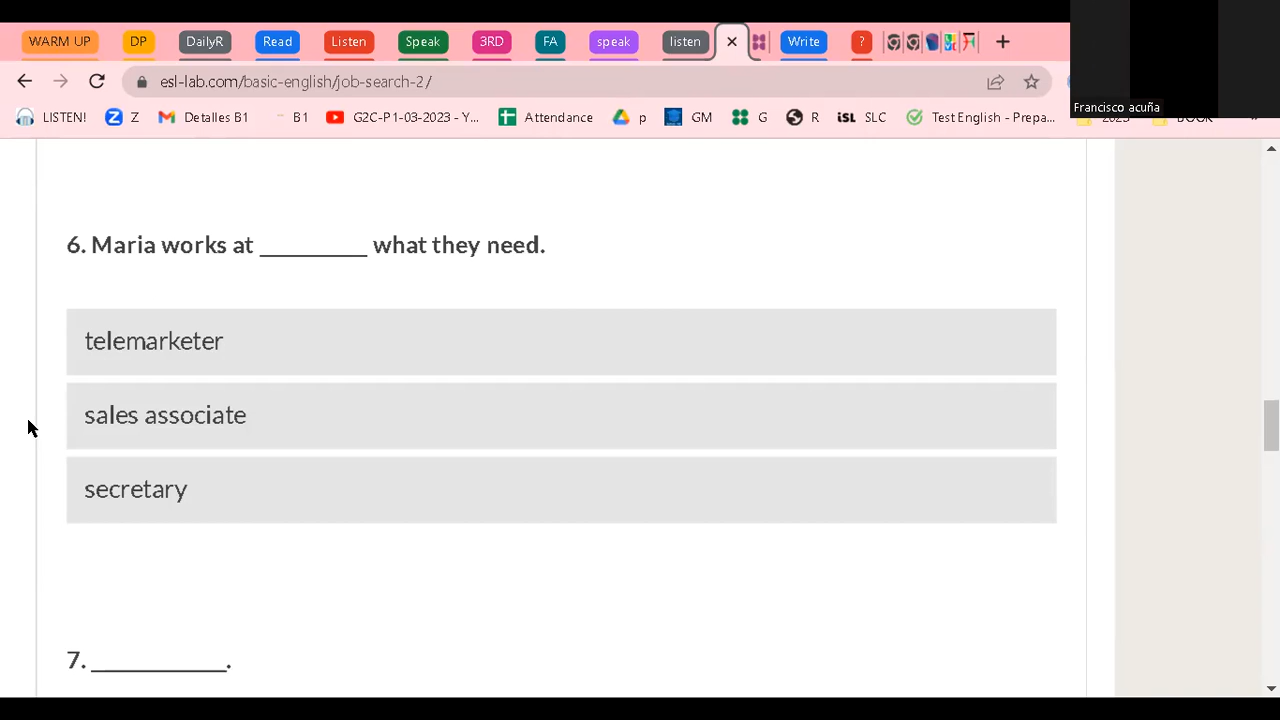 WARM UP DP DailyR Read Listen Speak 3RD FA speak listen Write ?
esl-lab.com/basic-english/job-search-2/
Francisco acuña
LISTEN! Z Detalles B1 B1 G2C-P1-03-2023 - Y... Attendance p GM G R iSL SLC Test English - Prepa...
6. Maria works at _________ what they need.
telemarketer
sales associate
secretary
7. ___________.